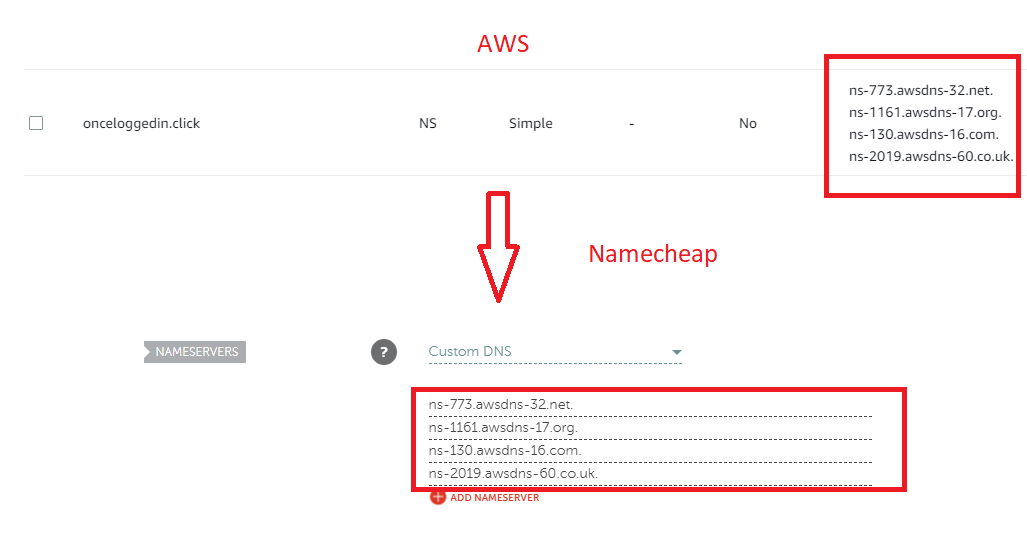 AWS
onceloggedin.click NS Simple - No
ns-773.awsdns-32.net.
ns-1161.awsdns-17.org.
ns-130.awsdns-16.com.
ns-2019.awsdns-60.co.uk.
Namecheap
NAMESERVERS ? Custom DNS
ns-773.awsdns-32.net.
ns-1161.awsdns-17.org.
ns-130.awsdns-16.com.
ns-2019.awsdns-60.co.uk.
ADD NAMESERVER